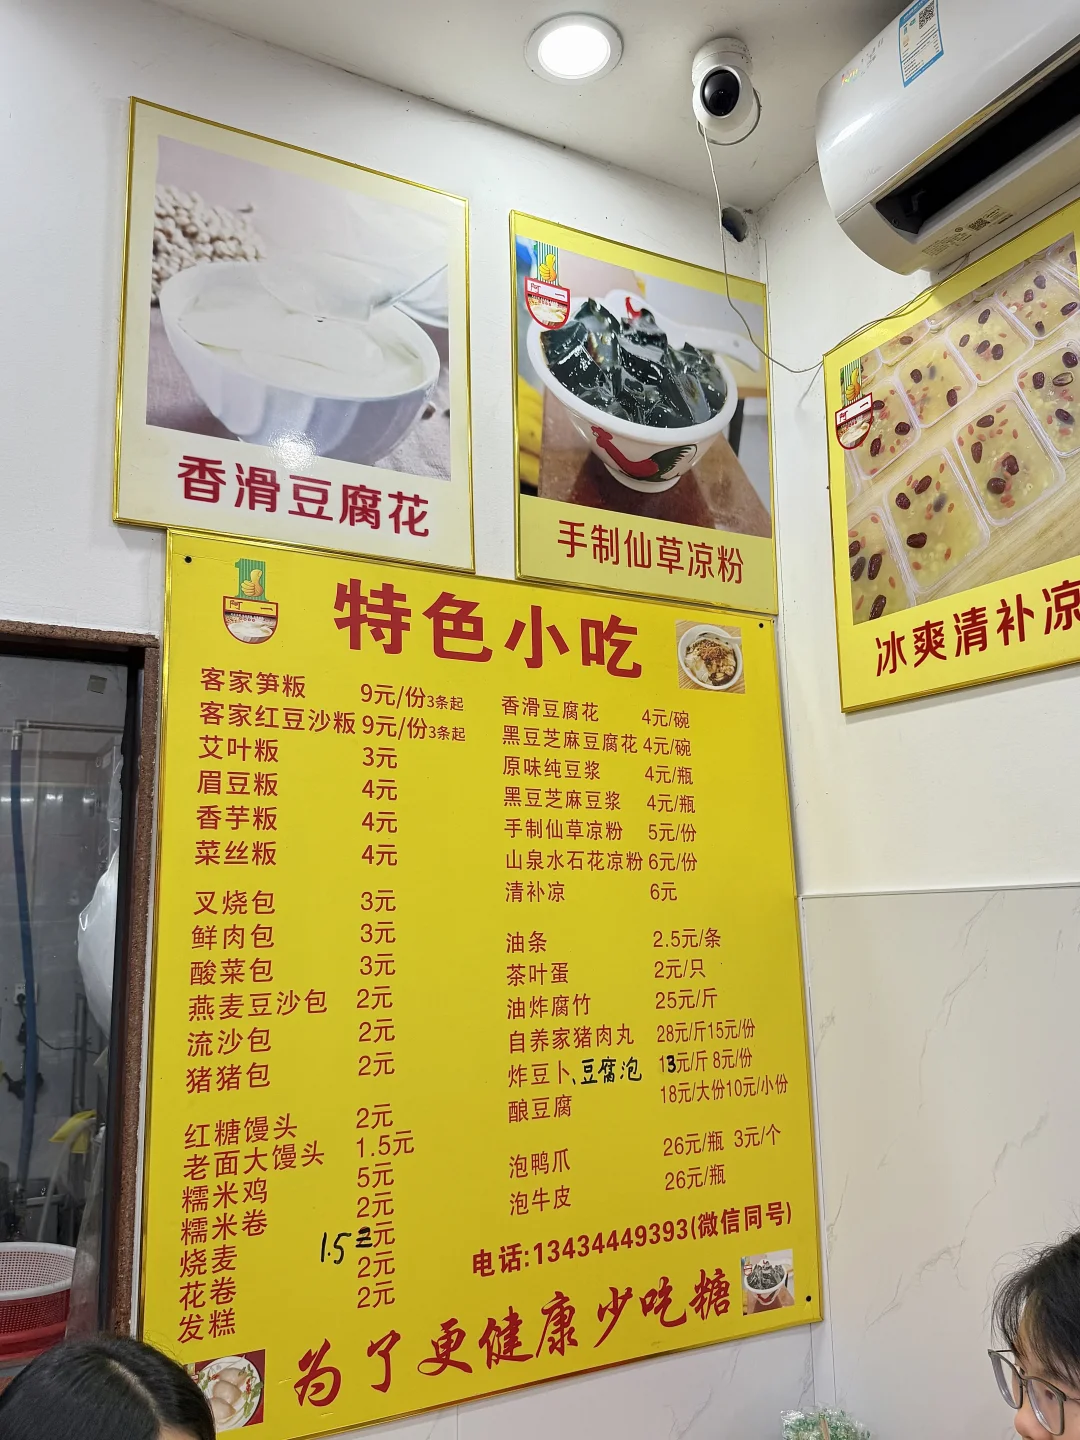 香滑豆腐花
阿一
手制仙草凉粉
阿一
冰爽清补凉
阿一
特色小吃
客家笋粄 9元/份3条起
客家红豆沙粄 9元/份3条起
艾叶粄 3元
眉豆粄 4元
香芋粄 4元
菜丝粄 4元
叉烧包 3元
鲜肉包 3元
酸菜包 3元
燕麦豆沙包 2元
流沙包 2元
猪猪包 2元
红糖馒头 2元
老面大馒头 1.5元
糯米鸡 5元
糯米卷 2元
烧麦 1.5元
花卷 2元
发糕 2元
香滑豆腐花 4元/碗
黑豆芝麻豆腐花 4元/碗
原味纯豆浆 4元/瓶
黑豆芝麻豆浆 4元/瓶
手制仙草凉粉 5元/份
山泉水石花凉粉 6元/份
清补凉 6元
油条 2.5元/条
茶叶蛋 2元/只
油炸腐竹 25元/斤
自养家猪肉丸 28元/斤15元/份
炸豆卜、豆腐泡 13元/斤 8元/份
酿豆腐 18元/大份10元/小份
泡鸭爪 26元/瓶 3元/个
泡牛皮 26元/瓶
电话:13434449393(微信同号)
为了更健康少吃糖